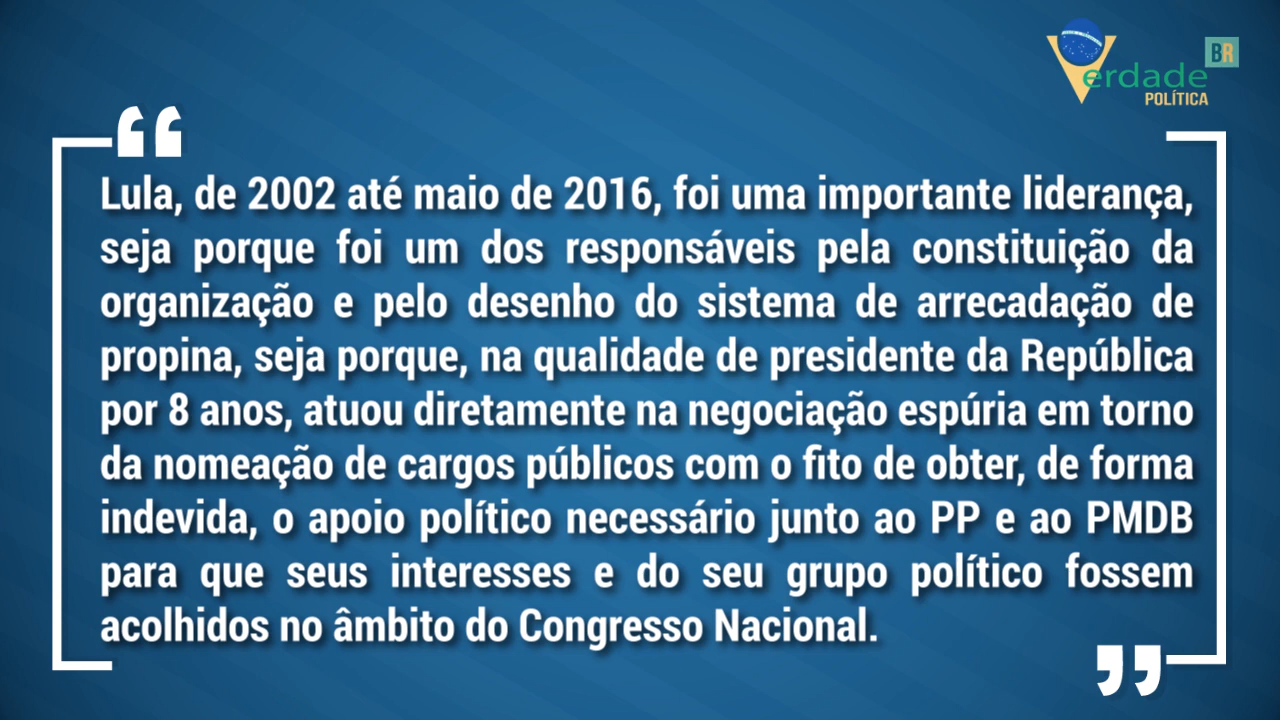 Verdade BR
POLÍTICA
“
Lula, de 2002 até maio de 2016, foi uma importante liderança,
seja porque foi um dos responsáveis pela constituição da
organização e pelo desenho do sistema de arrecadação de
propina, seja porque, na qualidade de presidente da República
por 8 anos, atuou diretamente na negociação espúria em torno
da nomeação de cargos públicos com o fito de obter, de forma
indevida, o apoio político necessário junto ao PP e ao PMDB
para que seus interesses e do seu grupo político fossem
acolhidos no âmbito do Congresso Nacional.
”